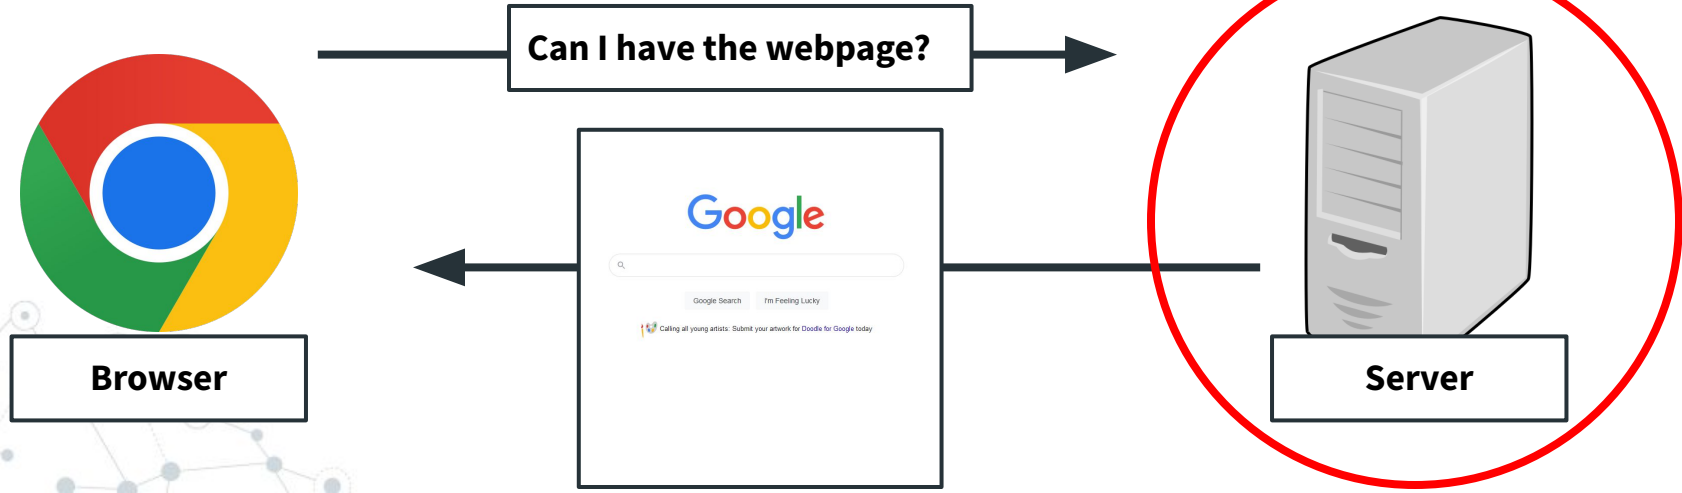 Can I have the webpage?
Google
Google Search I'm Feeling Lucky
Calling all young artists: Submit your artwork for Doodle for Google today
Browser
Server